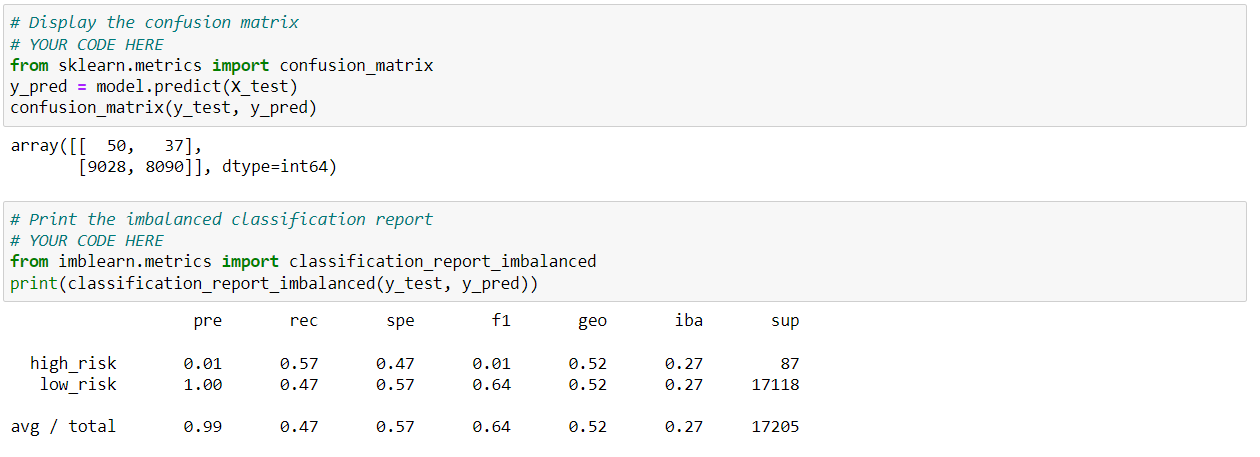 # Display the confusion matrix
# YOUR CODE HERE
from sklearn.metrics import confusion_matrix
y_pred = model.predict(X_test)
confusion_matrix(y_test, y_pred)
array([[  50,   37],
       [9028, 8090]], dtype=int64)
# Print the imbalanced classification report
# YOUR CODE HERE
from imblearn.metrics import classification_report_imbalanced
print(classification_report_imbalanced(y_test, y_pred))
                   pre       rec       spe        f1       geo       iba       sup
  high_risk       0.01      0.57      0.47      0.01      0.52      0.27        87
   low_risk       1.00      0.47      0.57      0.64      0.52      0.27     17118
avg / total       0.99      0.47      0.57      0.64      0.52      0.27     17205